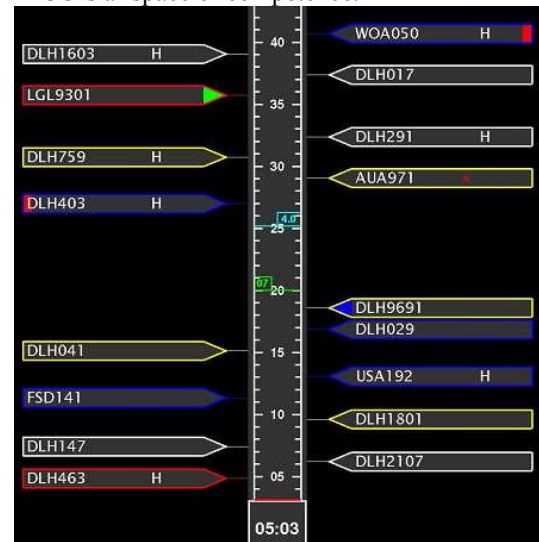 WOA050 H
40
DLH1603 H
DLH017
LGL9301
35
DLH291 H
DLH759 H
30
AUA971 *
DLH403 H
4.0
25
07
20
DLH9691
DLH029
DLH041
15
USA192 H
FSD141
10
DLH1801
DLH147
DLH2107
DLH463 H
05
05:03